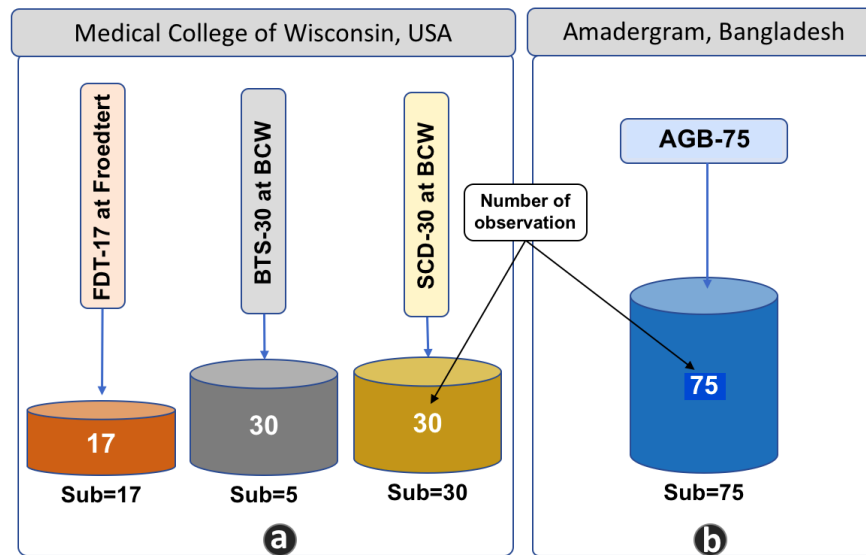 Medical College of Wisconsin, USA
FDT-17 at Froedtert
BTS-30 at BCW
SCD-30 at BCW
17
30
30
Sub=17
Sub=5
Sub=30
a
Number of
observation
Amadergram, Bangladesh
AGB-75
75
Sub=75
b